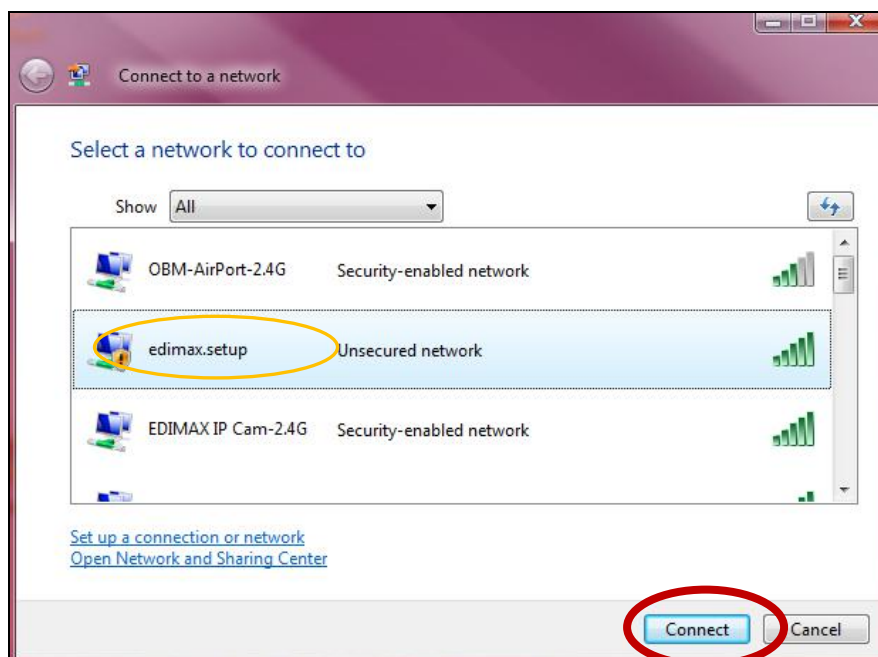 Connect to a network
Select a network to connect to
Show All
OBM-AirPort-2.4G Security-enabled network
edimax.setup Unsecured network
EDIMAX IP Cam-2.4G Security-enabled network
Set up a connection or network
Open Network and Sharing Center
Connect Cancel